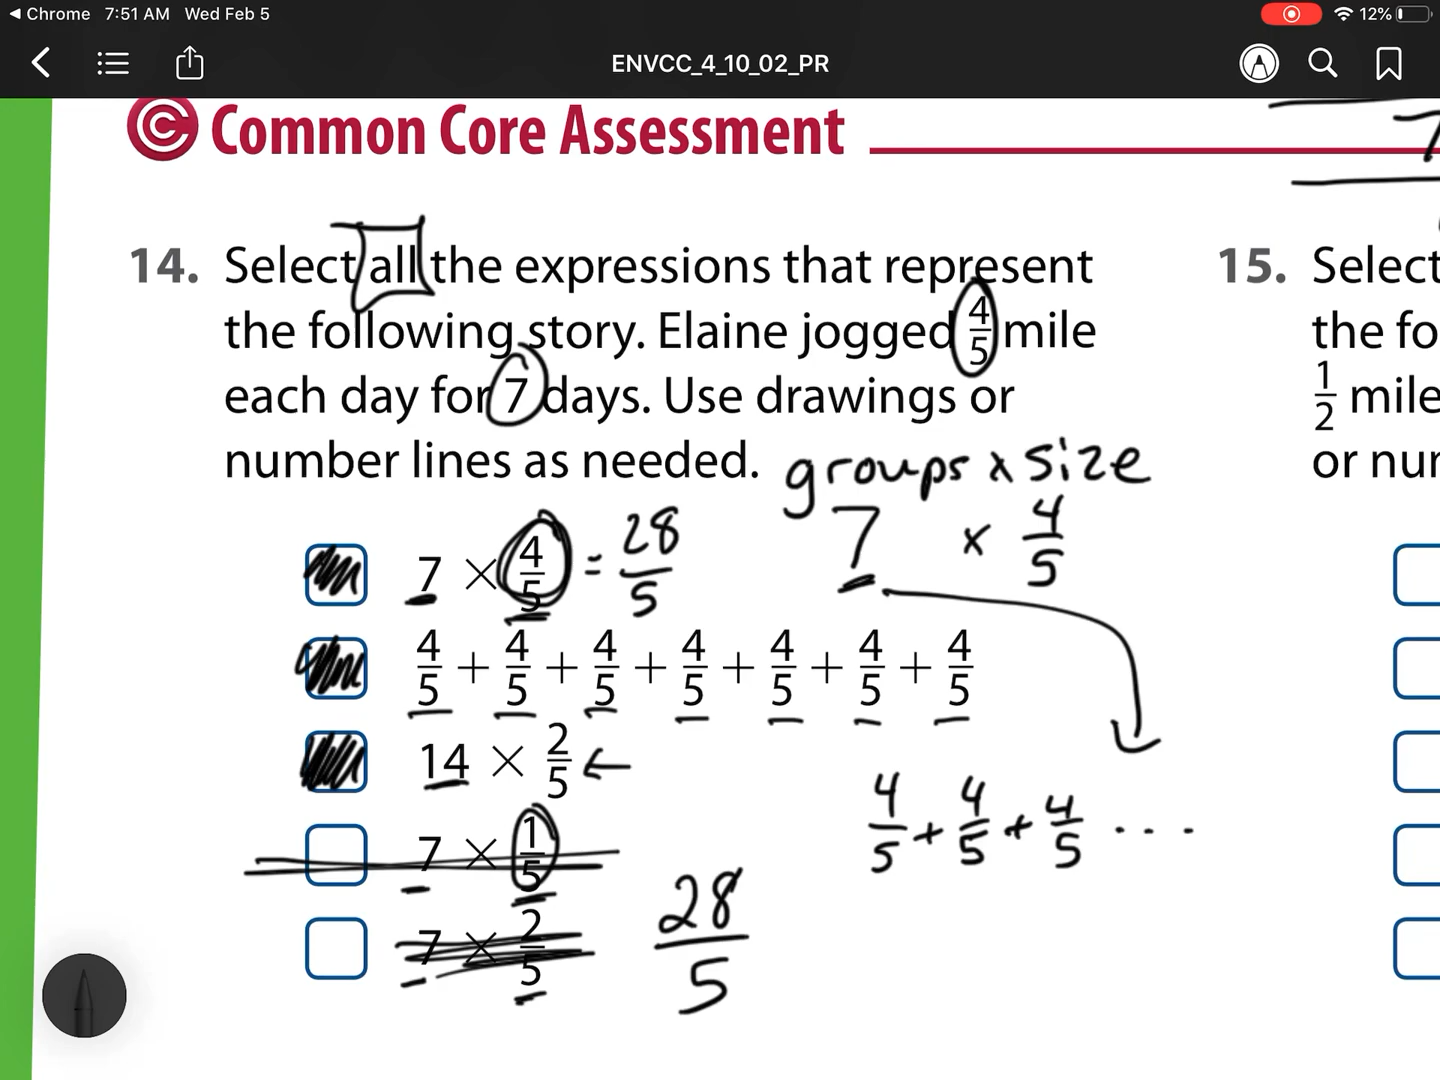 Chrome 7:51 AM Wed Feb 5 12%
ENVCC_4_10_02_PR
Common Core Assessment
7
14. Select all the expressions that represent
the following story. Elaine jogged 4/5 mile
each day for 7 days. Use drawings or
number lines as needed.
groups x size
7 x 4/5
7 × 4/5 = 28/5
4/5 + 4/5 + 4/5 + 4/5 + 4/5 + 4/5 + 4/5
14 × 2/5 ←
4/5 + 4/5 + 4/5 ....
7 × 1/5
7 × 2/5
28/5
15. Select
the fo
1/2 mile
or nur